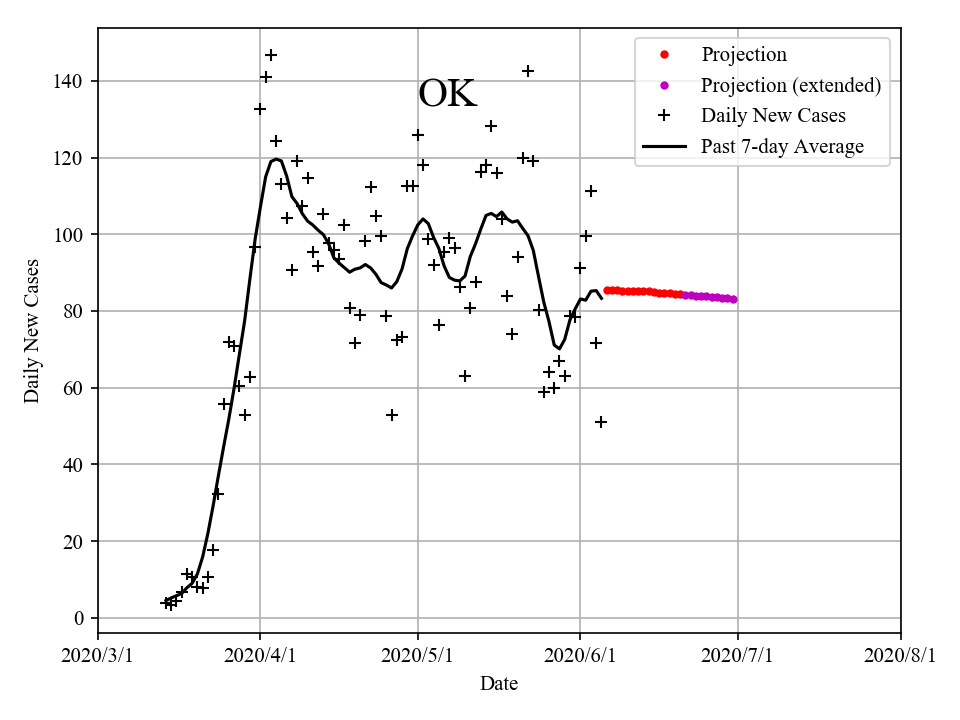 OK
Projection
Projection (extended)
Daily New Cases
Past 7-day Average
Daily New Cases
140
120
100
80
60
40
20
0
2020/3/1 2020/4/1 2020/5/1 2020/6/1 2020/7/1 2020/8/1
Date